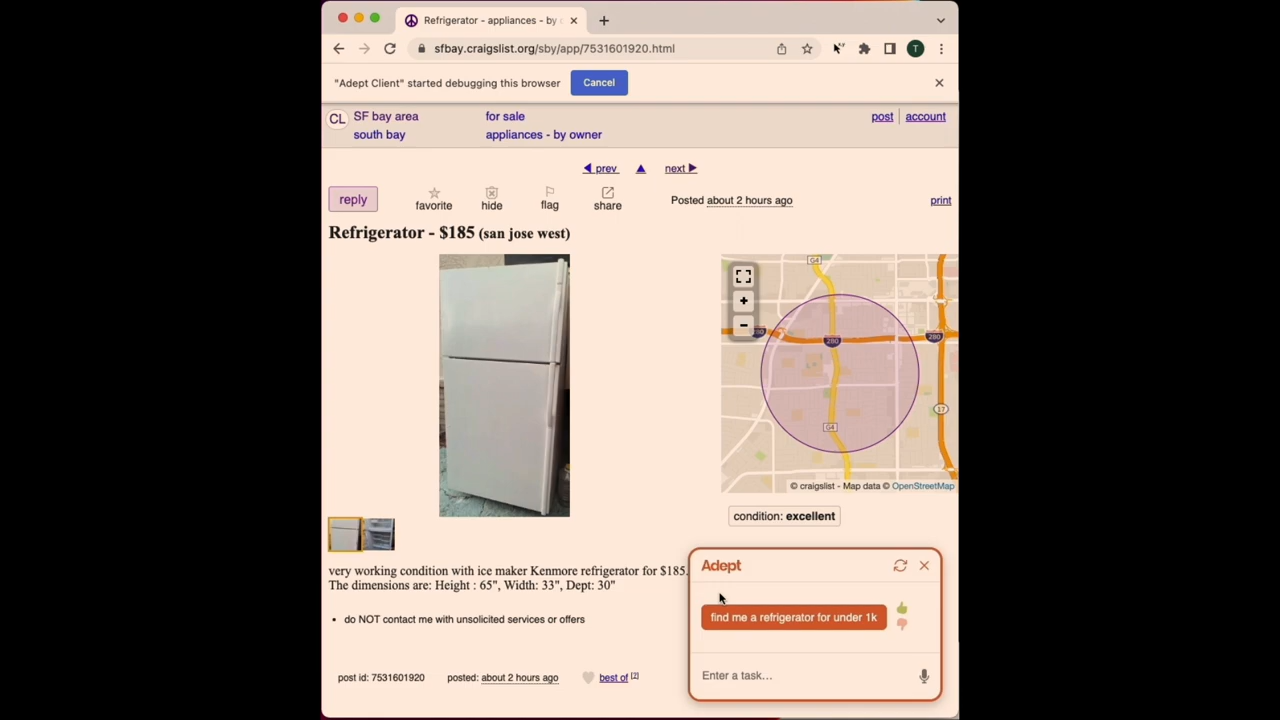 Refrigerator - appliances - by
sfbay.craigslist.org/sby/app/7531601920.html
T
"Adept Client" started debugging this browser
Cancel
CL
SF bay area
for sale
post
account
south bay
appliances - by owner
prev
next
reply
favorite
hide
flag
share
Posted about 2 hours ago
print
Refrigerator - $185 (san jose west)
G4
+
−
280
280
G4
17
© craigslist - Map data © OpenStreetMap
condition: excellent
very working condition with ice maker Kenmore refrigerator for $185.
The dimensions are: Height : 65", Width: 33", Dept: 30"
• do NOT contact me with unsolicited services or offers
post id: 7531601920
posted: about 2 hours ago
best of [?]
Adept
find me a refrigerator for under 1k
Enter a task...